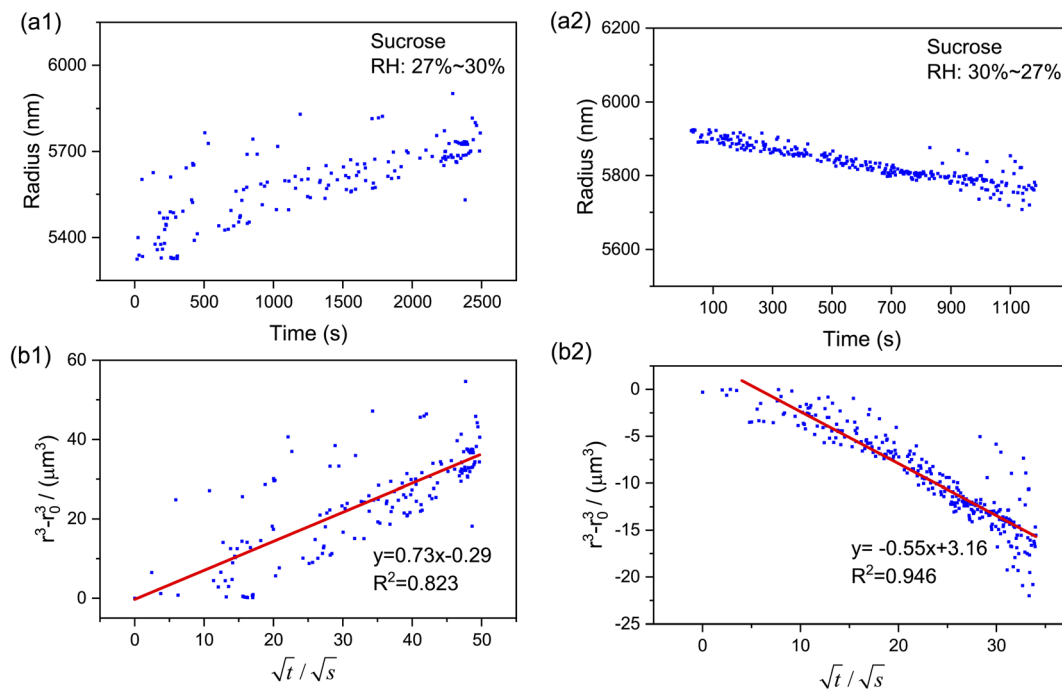 (a1)
Sucrose
RH: 27%~30%
Radius (nm)
6000
5700
5400
0 500 1000 1500 2000 2500
Time (s)
(a2)
Sucrose
RH: 30%~27%
Radius (nm)
6200
6000
5800
5600
100 300 500 700 900 1100
Time (s)
(b1)
r³-r₀³ / (μm³)
60
40
20
0
y=0.73x-0.29
R²=0.823
0 10 20 30 40 50
√t / √s
(b2)
r³-r₀³ / (μm³)
0
-5
-10
-15
-20
-25
y= -0.55x+3.16
R²=0.946
0 10 20 30
√t / √s